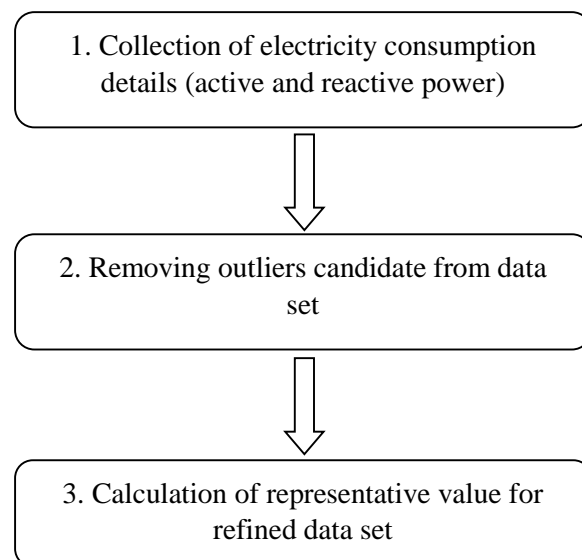 1. Collection of electricity consumption
details (active and reactive power)
2. Removing outliers candidate from data
set
3. Calculation of representative value for
refined data set